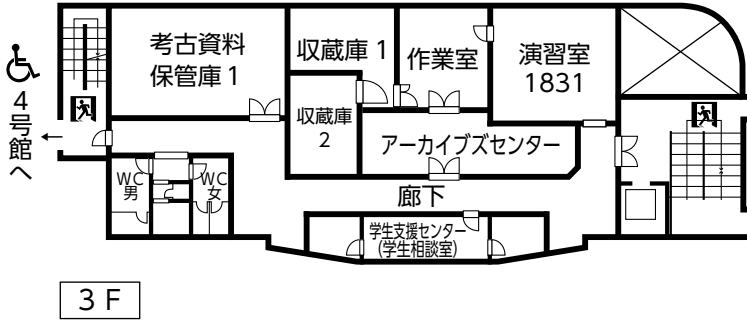 考古資料
保管庫 1
収蔵庫 1
作業室
演習室
1831
収蔵庫
2
アーカイブズセンター
4号館へ
WC
男
WC
女
廊下
学生支援センター
(学生相談室)
3 F